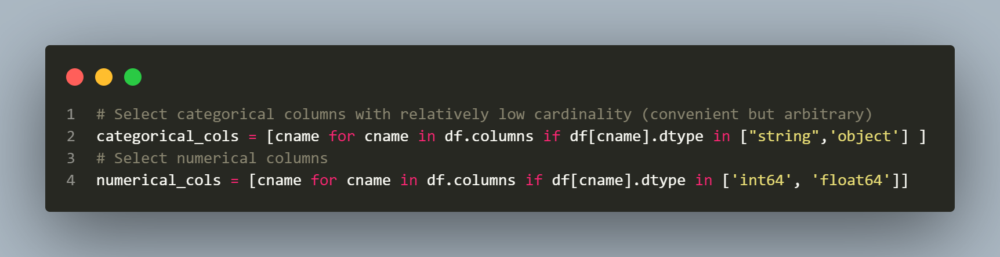 1 # Select categorical columns with relatively low cardinality (convenient but arbitrary)
2 categorical_cols = [cname for cname in df.columns if df[cname].dtype in ["string",'object'] ]
3 # Select numerical columns
4 numerical_cols = [cname for cname in df.columns if df[cname].dtype in ['int64', 'float64']]